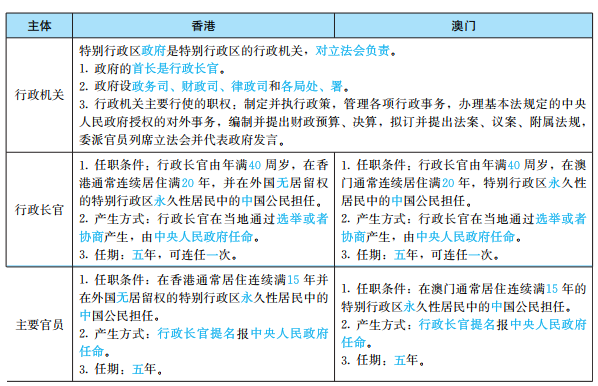 主体
香港
澳门
行政机关
特别行政区政府是特别行政区的行政机关，对立法会负责。
1. 政府的首长是行政长官。
2. 政府设政务司、财政司、律政司和各局处、署。
3. 行政机关主要行使的职权：制定并执行政策，管理各项行政事务，办理基本法规定的中央
人民政府授权的对外事务，编制并提出财政预算、决算，拟订并提出法案、议案、附属法规，
委派官员列席立法会并代表政府发言。
行政长官
1. 任职条件：行政长官由年满40 周岁，在香
港通常连续居住满20 年，并在外国无居留权
的特别行政区永久性居民中的中国公民担任。
2. 产生方式：行政长官在当地通过选举或者
协商产生，由中央人民政府任命。
3. 任期：五年，可连任一次。
1. 任职条件：行政长官由年满40 周岁，在澳
门通常连续居住满20 年，特别行政区永久性
居民中的中国公民担任。
2. 产生方式：行政长官在当地通过选举或者
协商产生，由中央人民政府任命。
3. 任期：五年，可连任一次。
主要官员
1. 任职条件：在香港通常居住连续满15 年并
在外国无居留权的特别行政区永久性居民中的
中国公民担任。
2. 产生方式：行政长官提名报中央人民政府
任命。
3. 任期：五年。
1. 任职条件：在澳门通常居住连续满15 年的
特别行政区永久性居民中的中国公民担任。
2. 产生方式：行政长官提名报中央人民政府
任命。
3. 任期：五年。